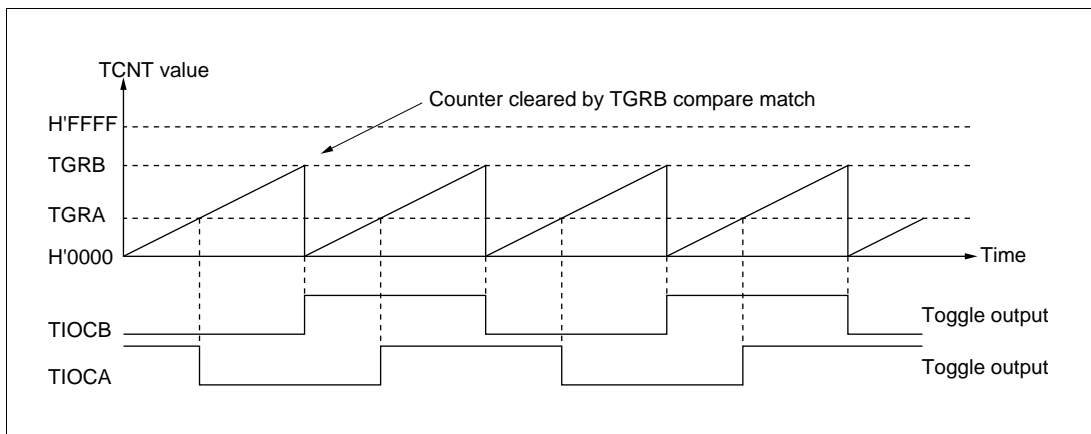 TCNT value
Counter cleared by TGRB compare match
H'FFFF
TGRB
TGRA
H'0000
Time
TIOCB
Toggle output
TIOCA
Toggle output